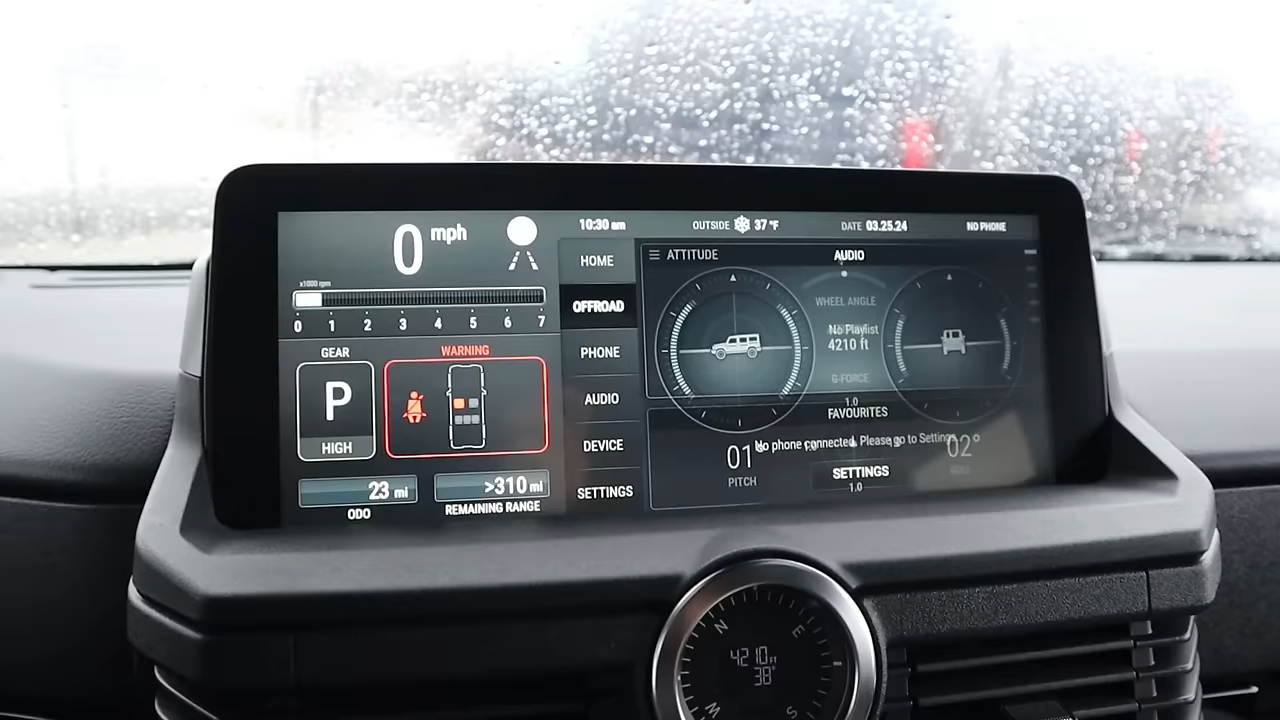 0 mph
10:30 am
OUTSIDE 37 °F
DATE 03.25.24
NO PHONE
x1000 rpm
0 1 2 3 4 5 6 7
GEAR
WARNING
P
HIGH
23 mi
ODO
>310 mi
REMAINING RANGE
HOME
OFFROAD
PHONE
AUDIO
DEVICE
SETTINGS
ATTITUDE
AUDIO
WHEEL ANGLE
No Playlist
4210 ft
G-FORCE
1.0
FAVOURITES
No phone connected. Please go to Settings
01°
02°
PITCH
SETTINGS
1.0
N
E
4210 FT
38°
W
S